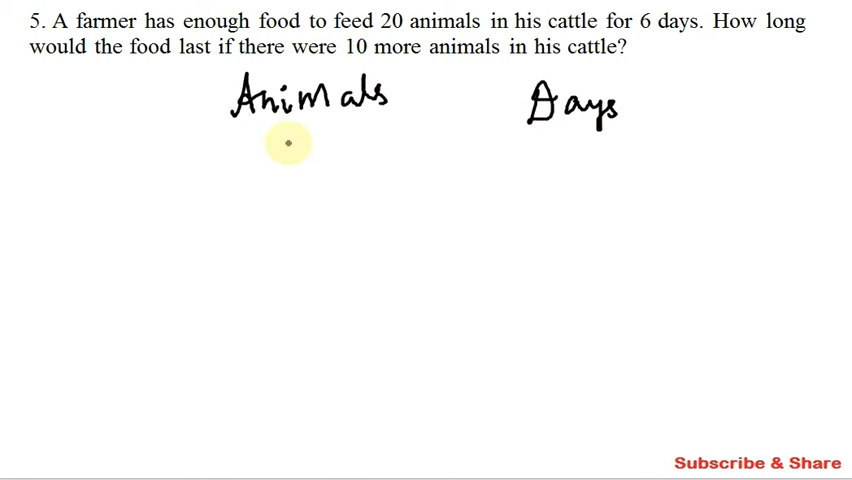 5. A farmer has enough food to feed 20 animals in his cattle for 6 days. How long
would the food last if there were 10 more animals in his cattle?
Animals Days
Subscribe & Share